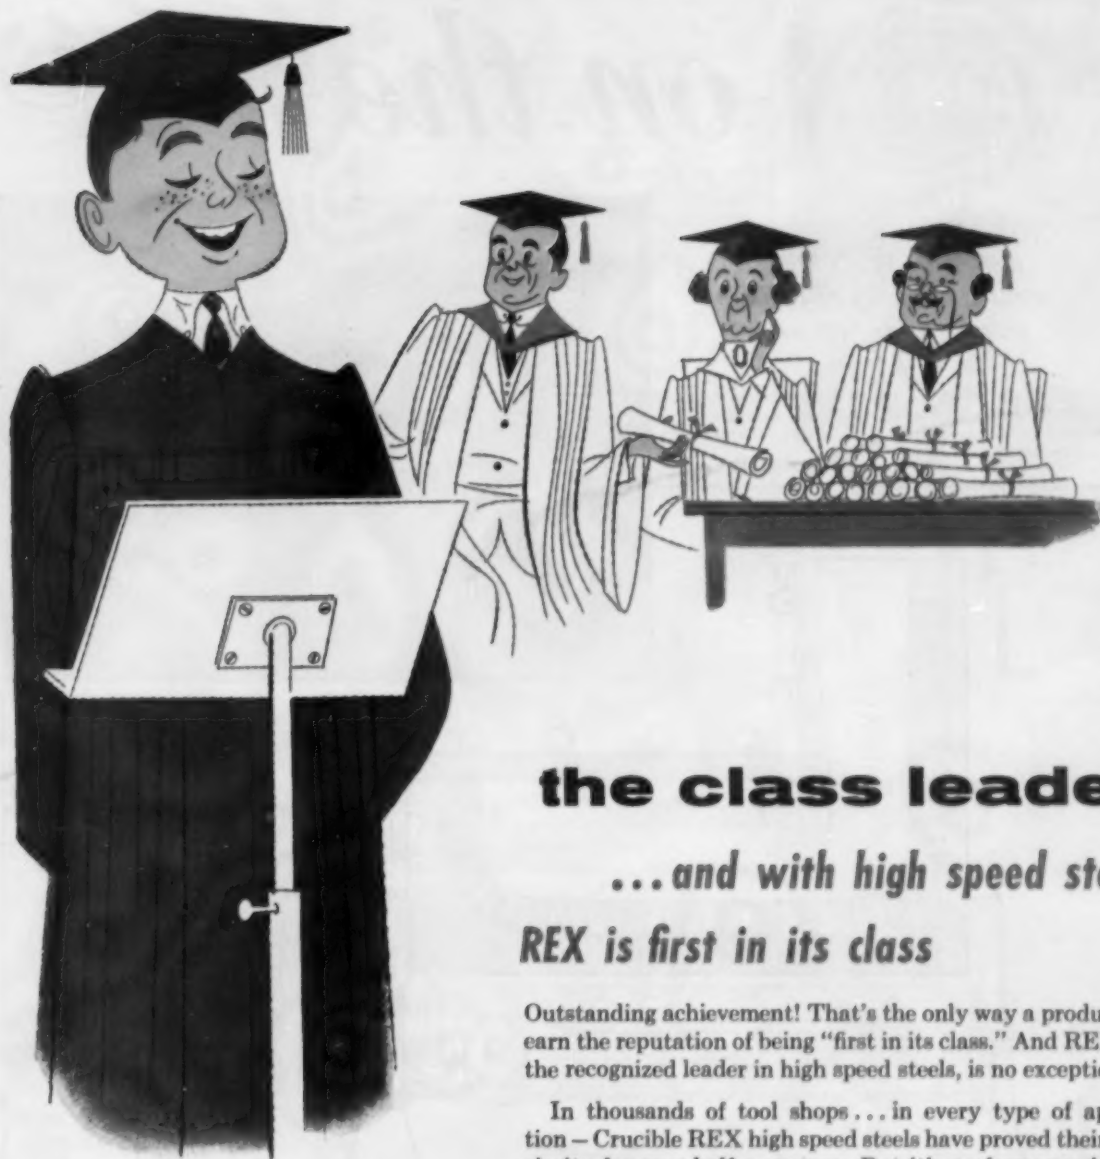 the class leade
...and with high speed ste
REX is first in its class
Outstanding achievement! That's the only way a produ
earn the reputation of being "first in its class." And RE
the recognized leader in high speed steels, is no exceptio
In thousands of tool shops... in every type of ap
tion – Crucible REX high speed steels have proved their